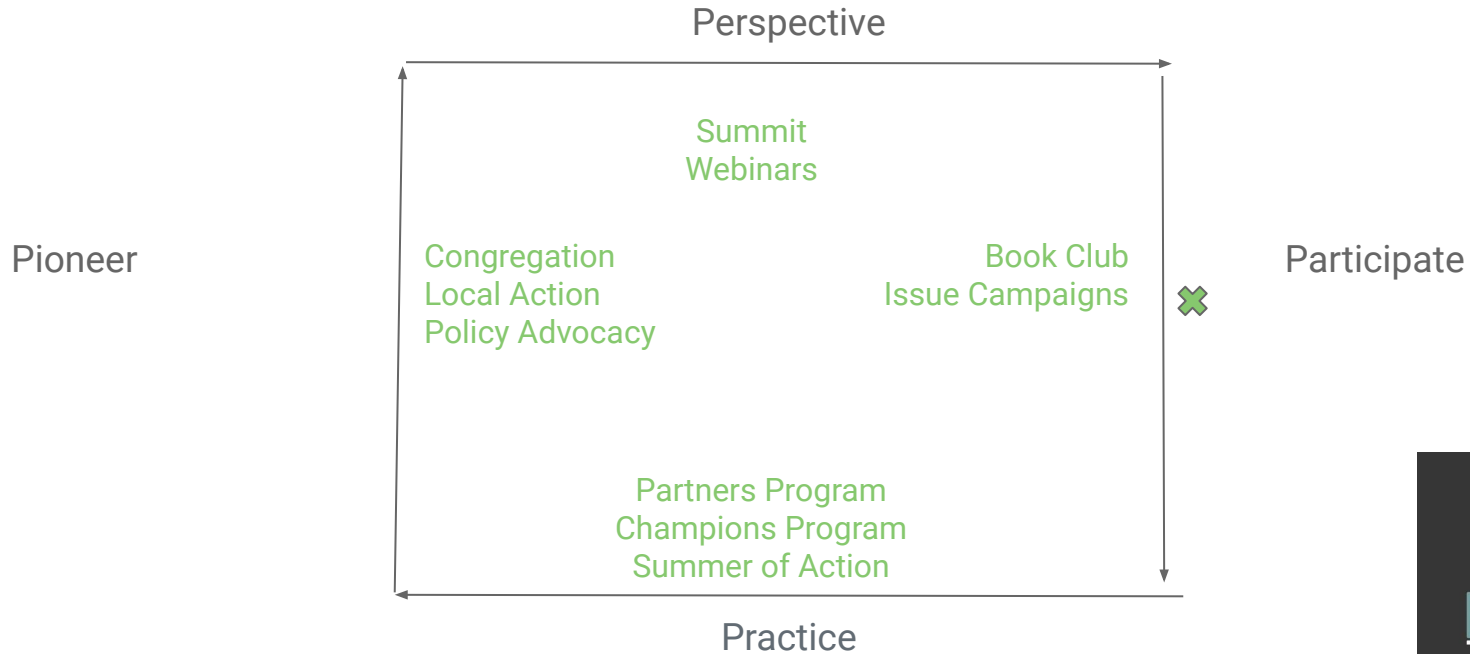 Perspective
Summit
Webinars
Pioneer
Congregation
Local Action
Policy Advocacy
Book Club
Issue Campaigns
Participate
Partners Program
Champions Program
Summer of Action
Practice